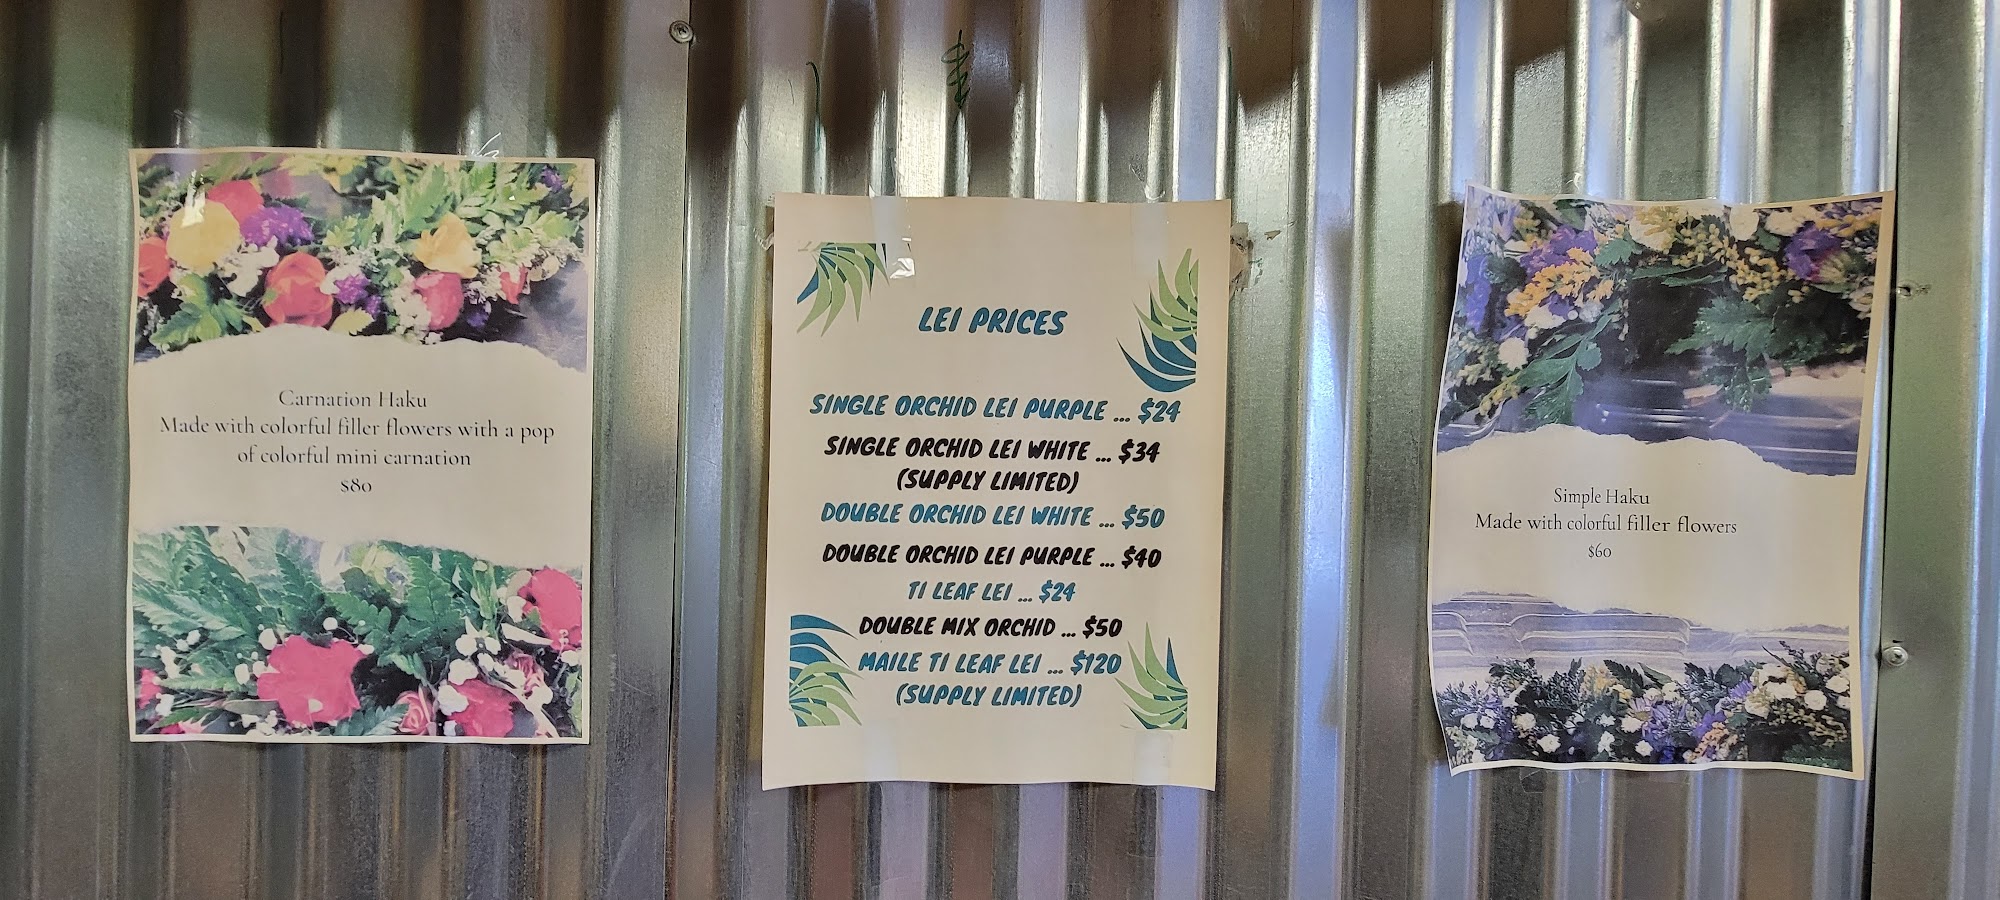 Carnation Haku
Made with colorful filler flowers with a pop
of colorful mini carnation
$80
LEI PRICES
SINGLE ORCHID LEI PURPLE ... $24
SINGLE ORCHID LEI WHITE ... $34
(SUPPLY LIMITED)
DOUBLE ORCHID LEI WHITE ... $50
DOUBLE ORCHID LEI PURPLE ... $40
TI LEAF LEI ... $24
DOUBLE MIX ORCHID ... $50
MAILE TI LEAF LEI ... $120
(SUPPLY LIMITED)
Simple Haku
Made with colorful filler flowers
$60